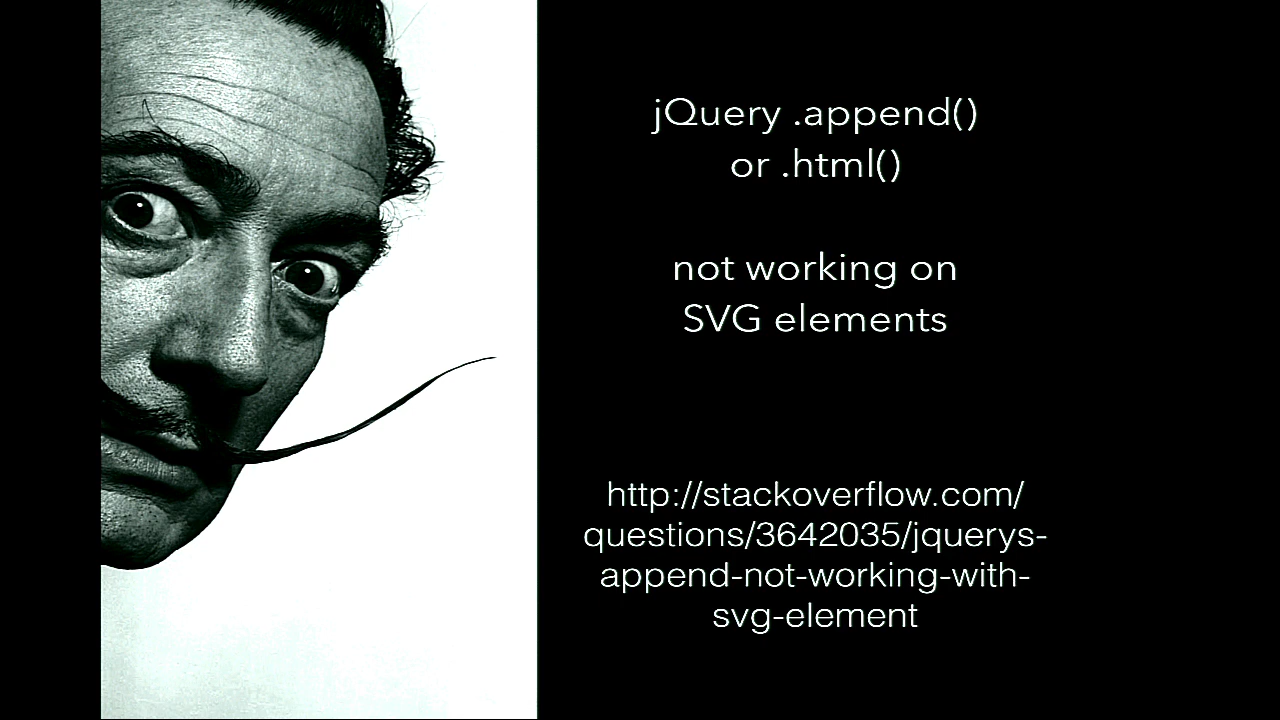 jQuery .append()
or .html()
not working on
SVG elements
http://stackoverflow.com/
questions/3642035/jquerys-
append-not-working-with-
svg-element